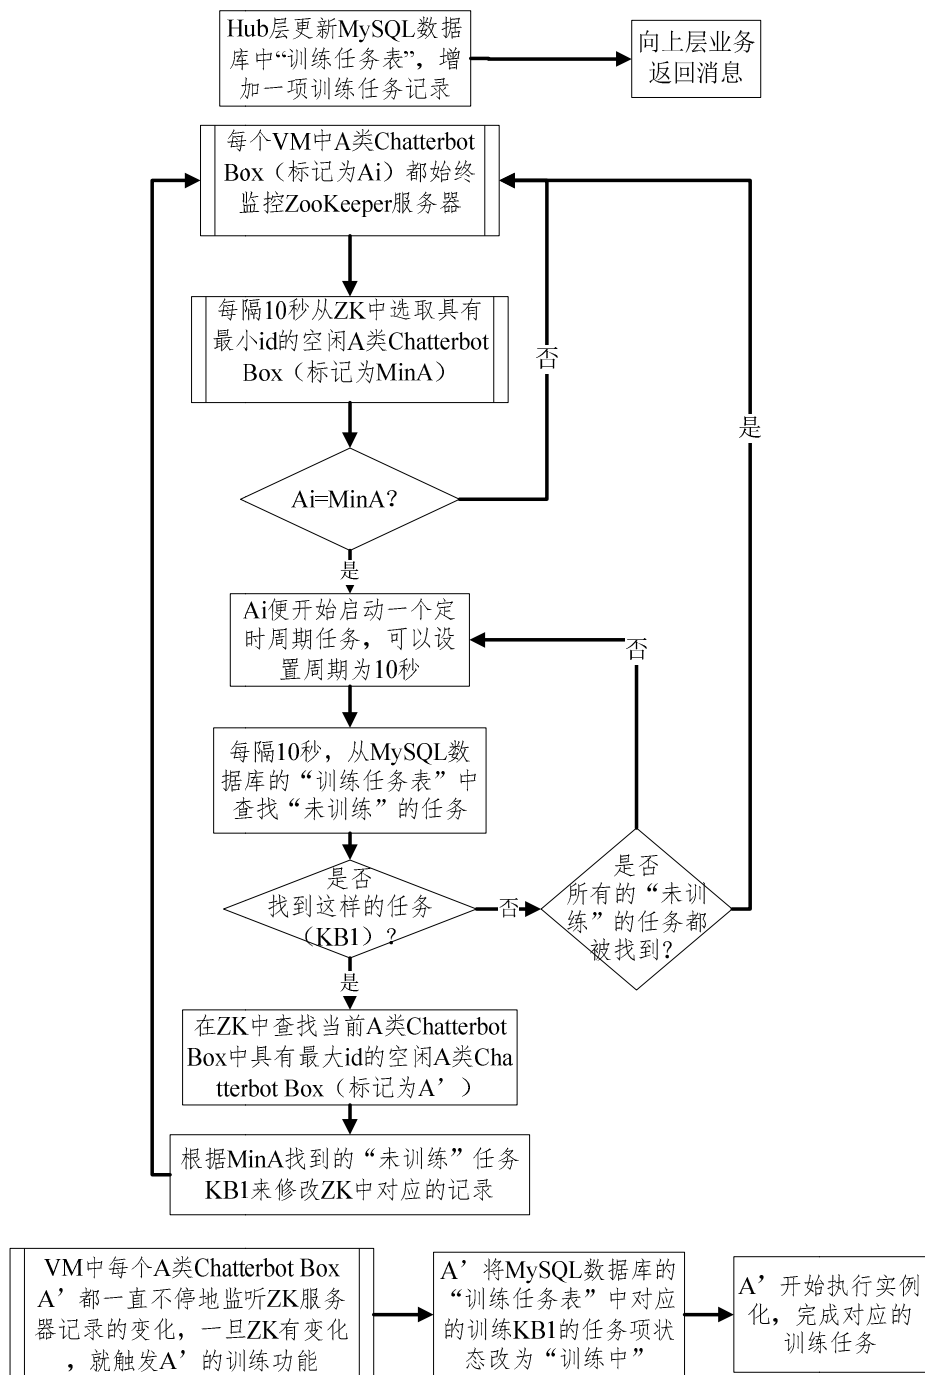 Hub层更新MySQL数据
库中“训练任务表”，增
加一项训练任务记录
向上层业务
返回消息
每个VM中A类Chatterbot
Box（标记为Ai）都始终
监控ZooKeeper服务器
每隔10秒从ZK中选取具有
最小id的空闲A类Chatterbot
Box（标记为MinA）
否
是
Ai=MinA？
是
Ai便开始启动一个定
时周期任务，可以设
置周期为10秒
否
每隔10秒，从MySQL数
据库的“训练任务表”中
查找“未训练”的任务
是否
找到这样的任务
（KB1）？
否
是否
所有的“未训
练”的任务都
被找到？
是
在ZK中查找当前A类Chatterbot
Box中具有最大id的空闲A类Cha
tterbot Box（标记为A’）
根据MinA找到的“未训练”任务
KB1来修改ZK中对应的记录
VM中每个A类Chatterbot Box
A’都一直不停地监听ZK服务
器记录的变化，一旦ZK有变化
，就触发A’的训练功能
A’将MySQL数据库的
“训练任务表”中对应
的训练KB1的任务项状
态改为“训练中”
A’开始执行实例
化，完成对应的
训练任务